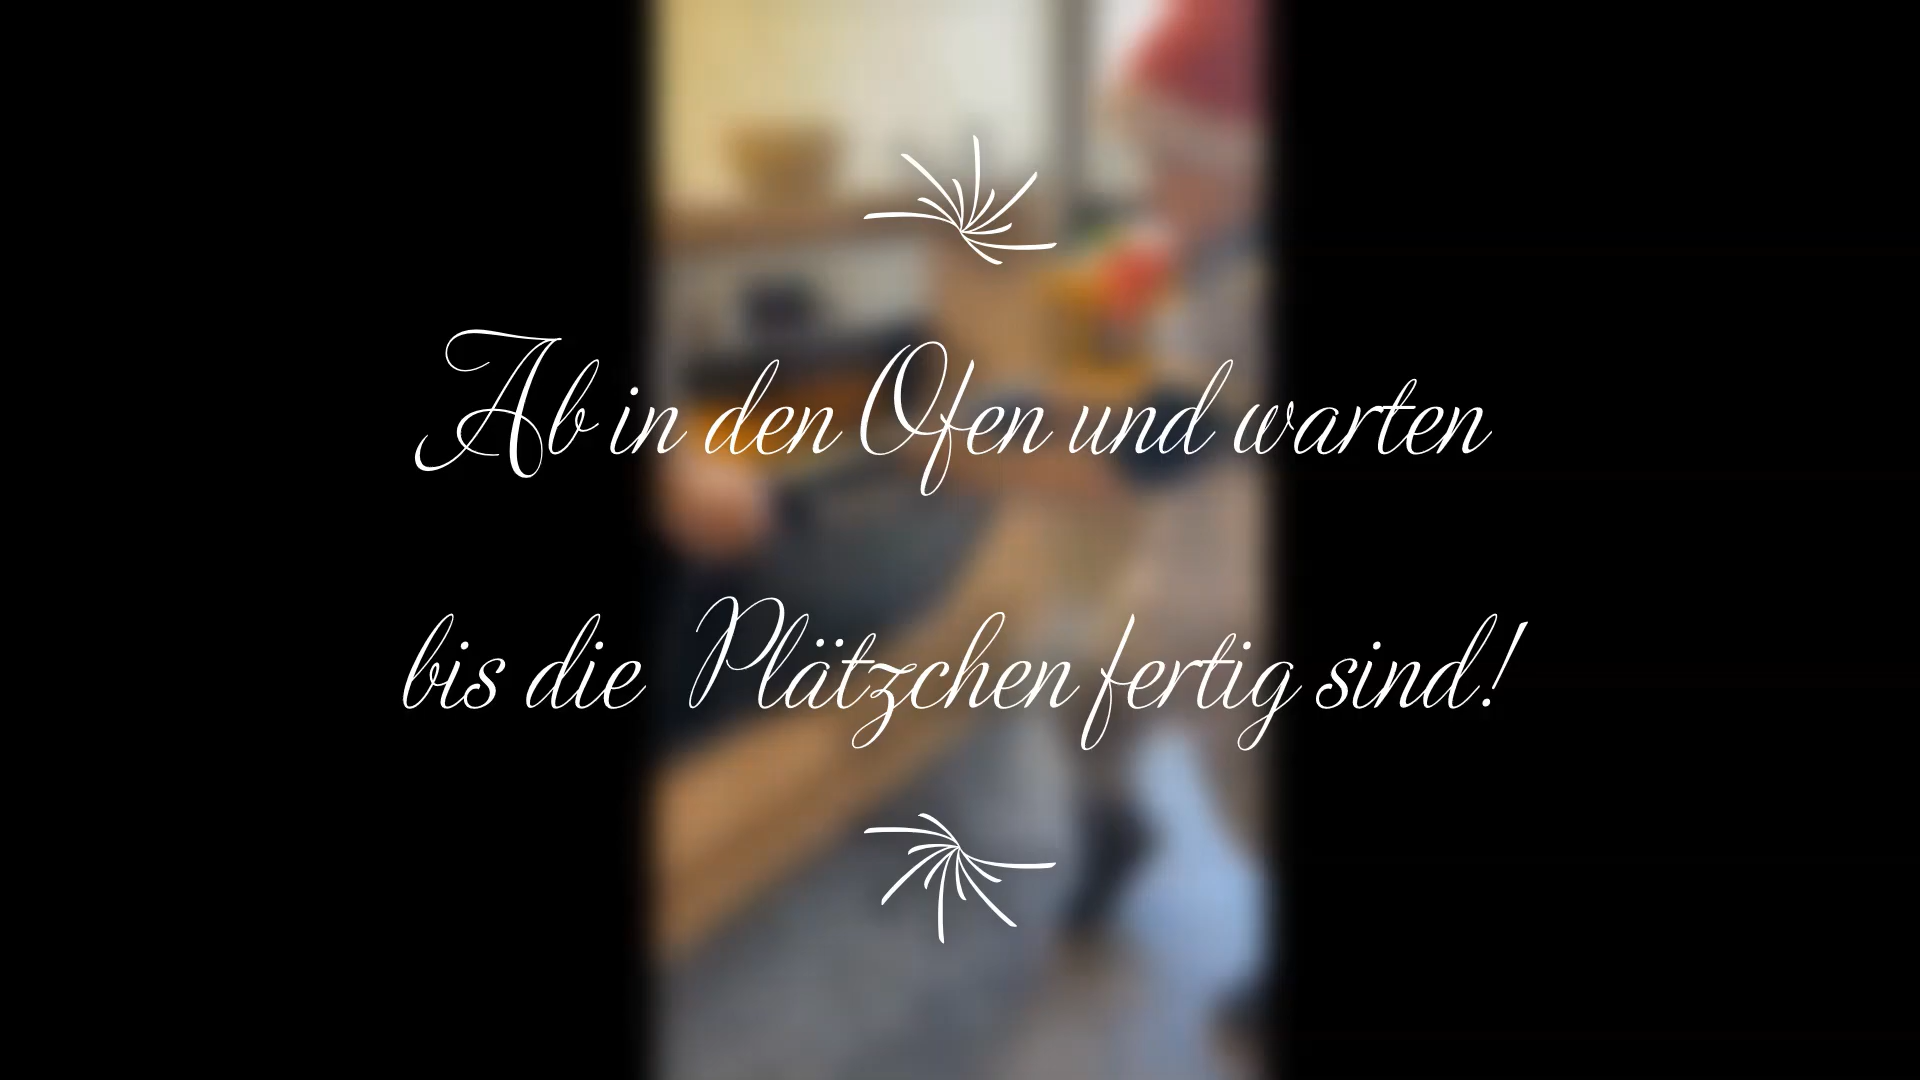 Ab in den Ofen und warten
bis die Plätzchen fertig sind!